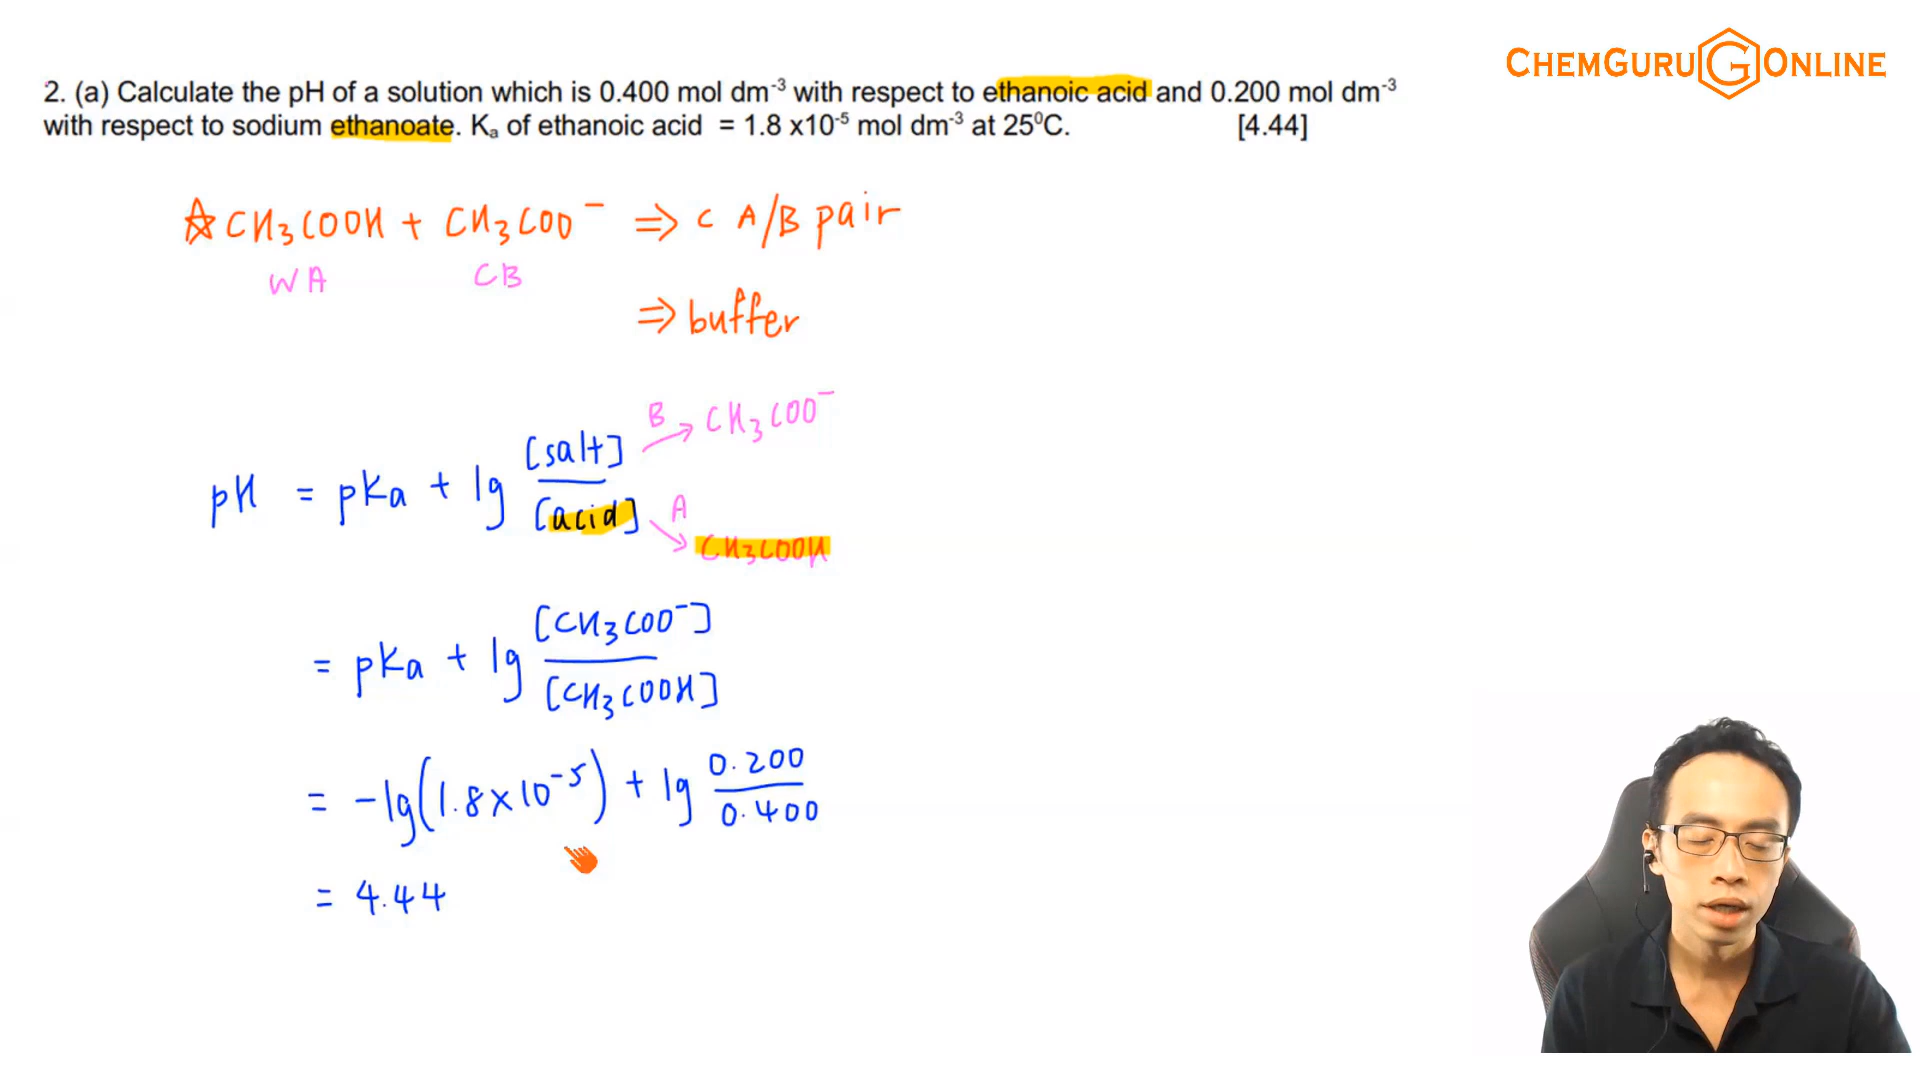 CHEMGURU G ONLINE
2. (a) Calculate the pH of a solution which is 0.400 mol dm⁻³ with respect to ethanoic acid and 0.200 mol dm⁻³
with respect to sodium ethanoate. Kₐ of ethanoic acid = 1.8 x10⁻⁵ mol dm⁻³ at 25⁰C. [4.44]
☆ CH₃COOH + CH₃COO⁻ ⇒ C A/B pair
WA CB
⇒ buffer
B → CH₃COO⁻
pH = pKa + lg [salt]/[acid]
A → CH₃COOH
= pKa + lg [CH₃COO⁻]/[CH₃COOH]
= -lg(1.8×10⁻⁵) + lg 0.200/0.400
= 4.44